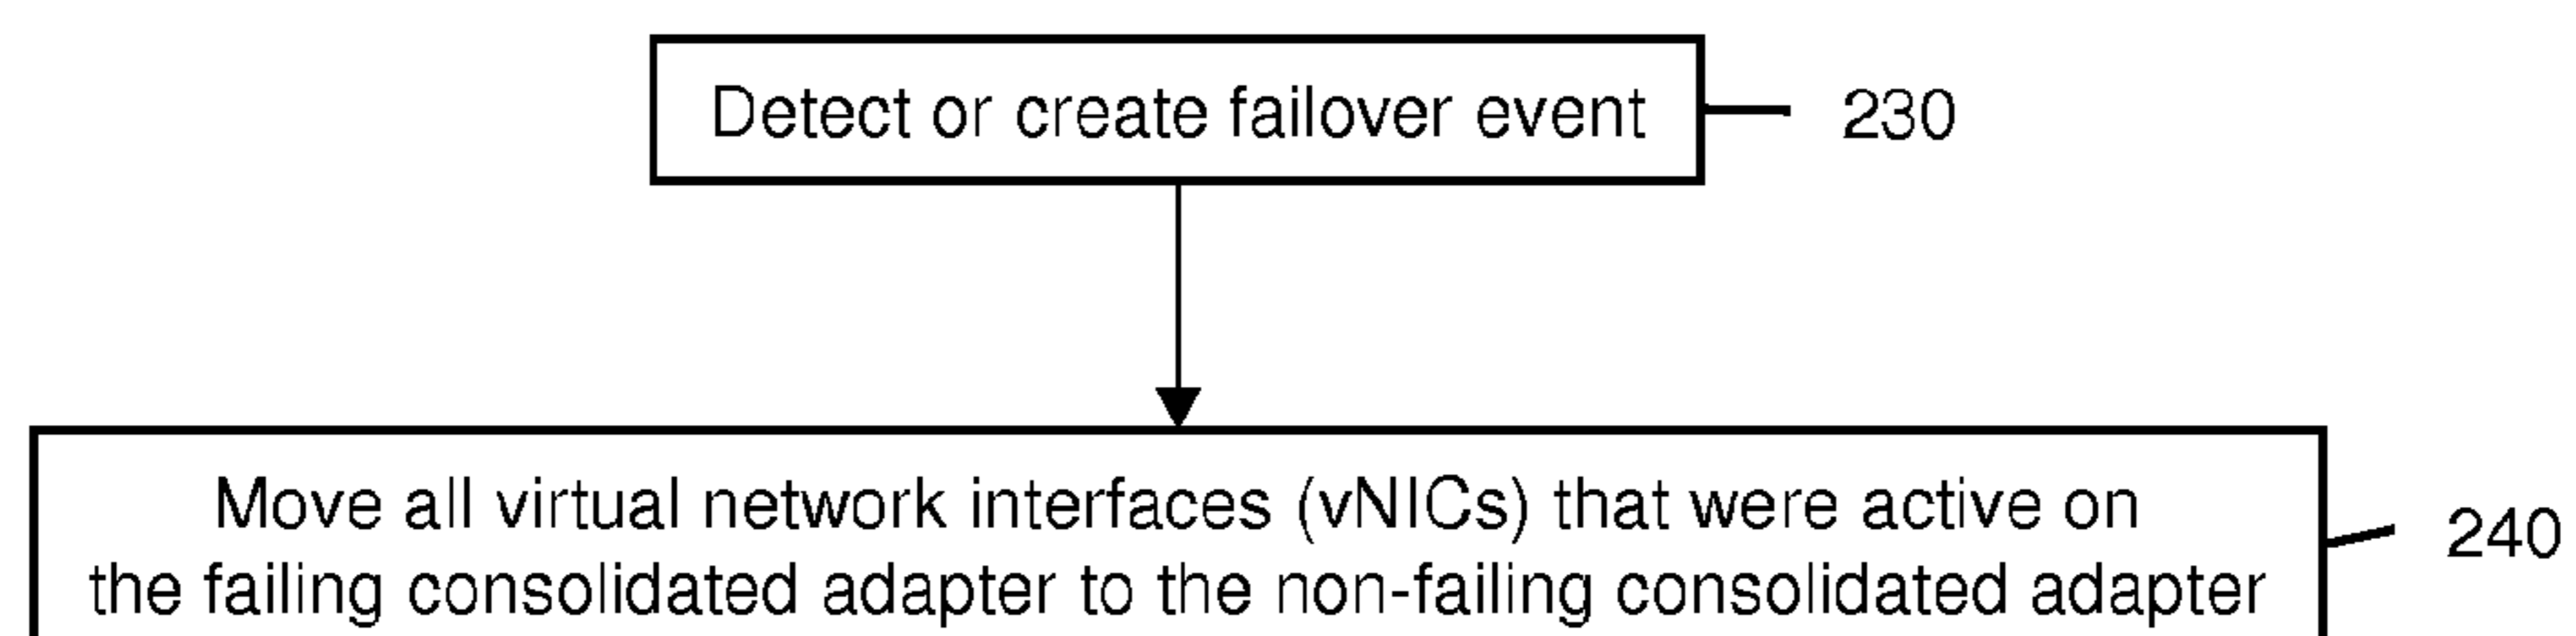 Detect or create failover event
230
Move all virtual network interfaces (vNICs) that were active on
the failing consolidated adapter to the non-failing consolidated adapter
240